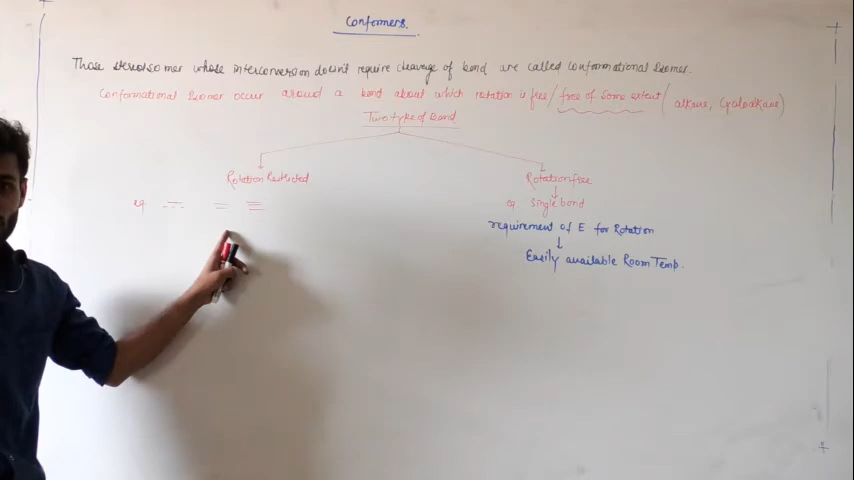 Conformers.
Those stereoisomer whose interconversion doesn't require cleavage of bond are called Conformational Isomer.
Conformational Isomer occur around a bond about which rotation is free/ free of some extent ( alkane, Cycloalkane)
Two type of Bond
Rotation Restricted
Rotation free
eg
eg. Single bond
requirement of E for Rotation
Easily available Room Temp.